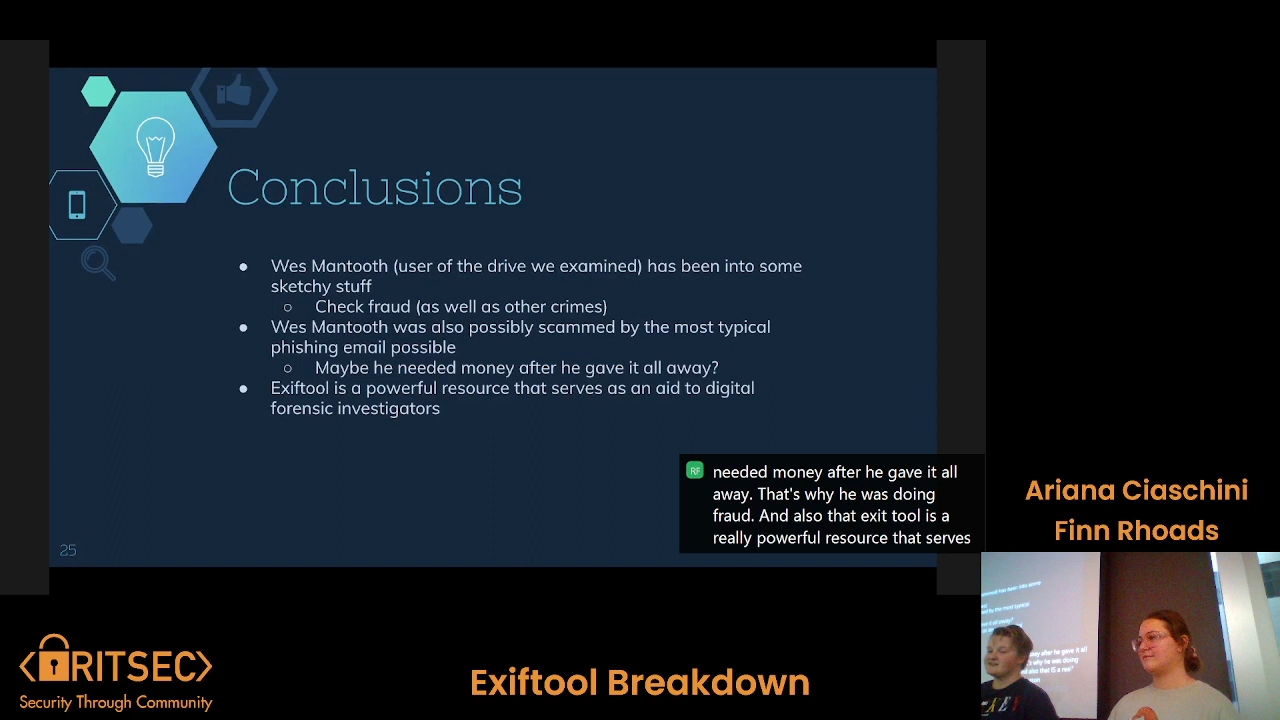 Conclusions
● Wes Mantooth (user of the drive we examined) has been into some
sketchy stuff
○ Check fraud (as well as other crimes)
● Wes Mantooth was also possibly scammed by the most typical
phishing email possible
○ Maybe he needed money after he gave it all away?
● Exiftool is a powerful resource that serves as an aid to digital
forensic investigators
25
RF
needed money after he gave it all
away. That's why he was doing
fraud. And also that exit tool is a
really powerful resource that serves
Ariana Ciaschini
Finn Rhoads
<RITSEC>
Security Through Community
Exiftool Breakdown